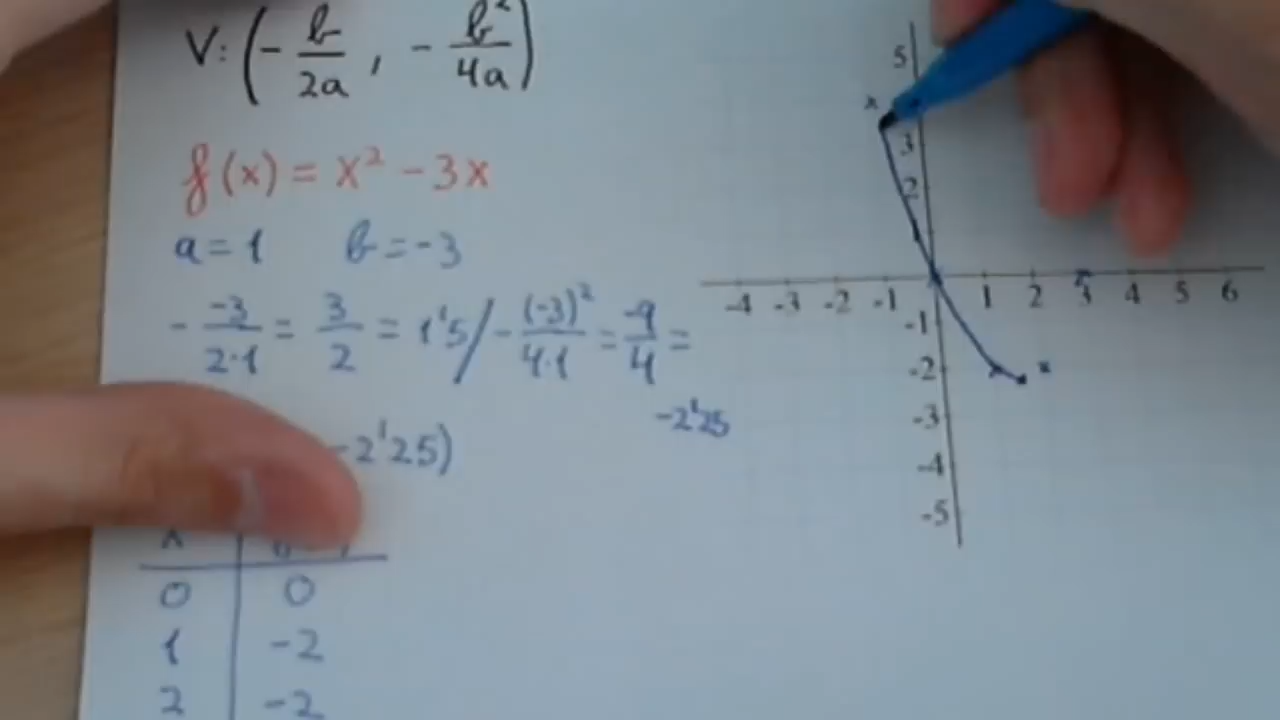 V: (-b/2a , -b²/4a)
f(x) = x² - 3x
a = 1 b = -3
- -3/2·1 = 3/2 = 1'5 / - (-3)²/4·1 = -9/4 =
-2'25
-2'25)
x
0 0
1 -2
2 -2
5
3
2
-4 -3 -2 -1 1 2 3 4 5 6
-1
-2
-3
-4
-5